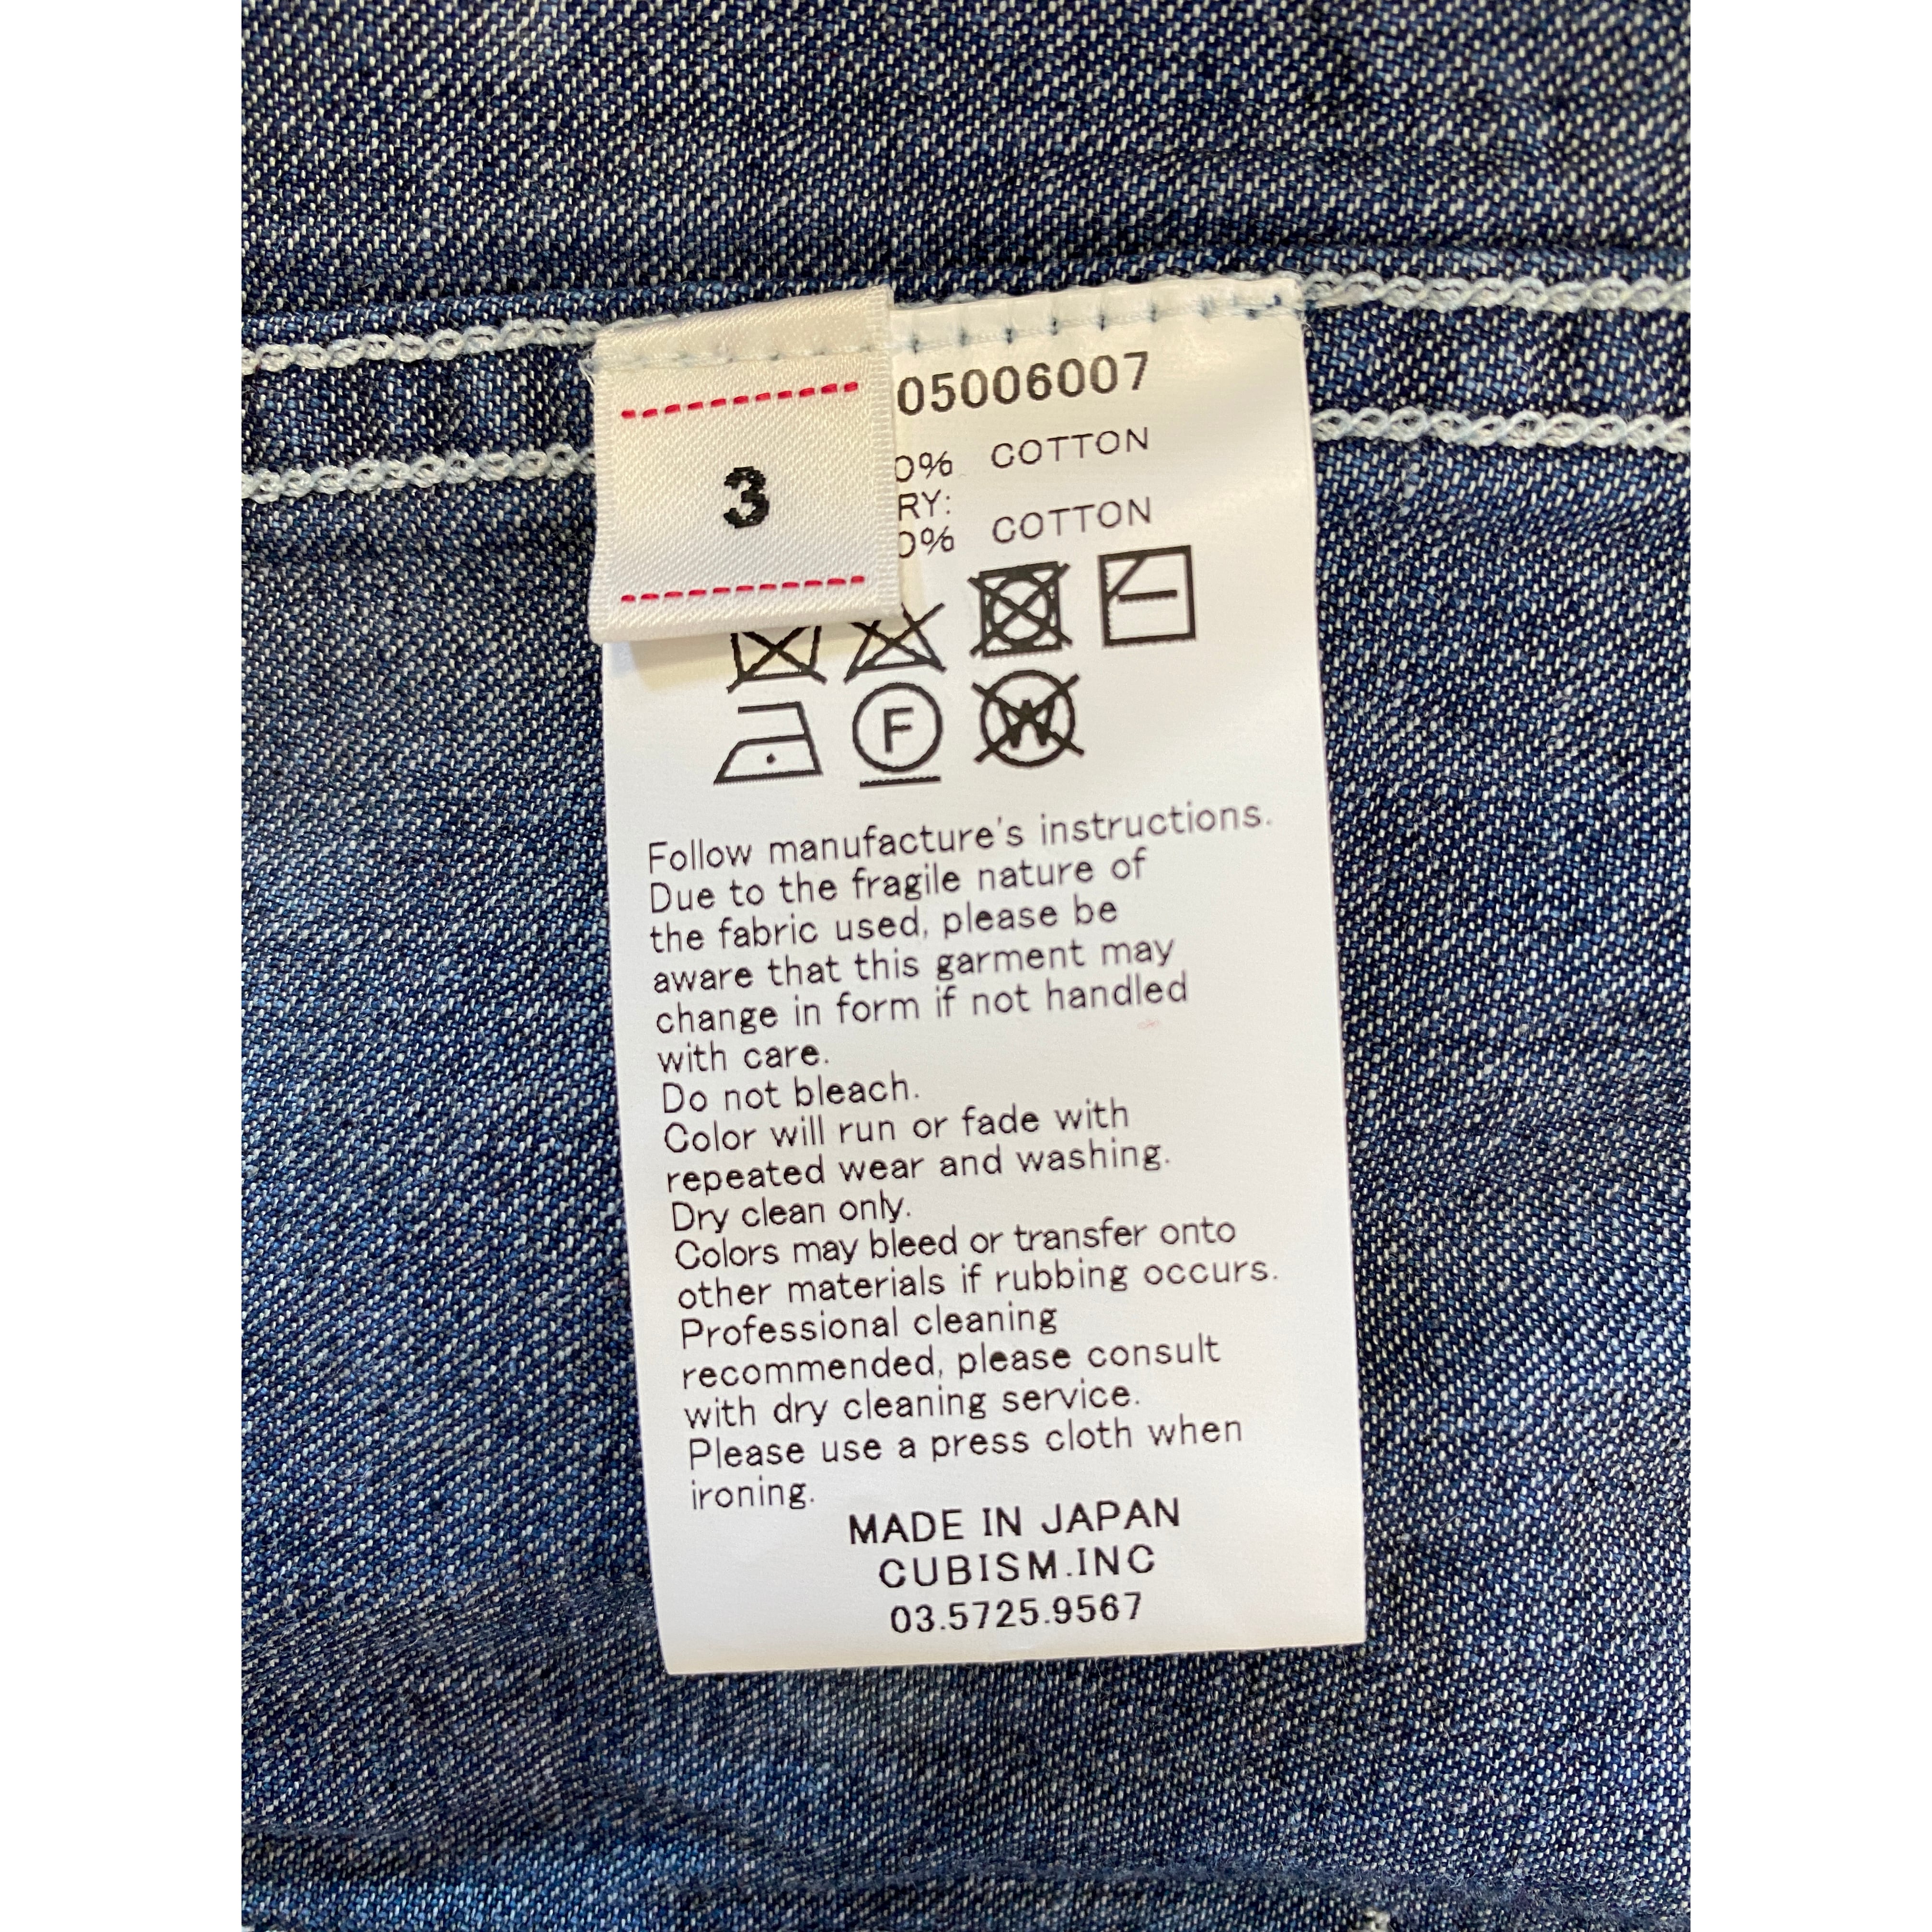 3
05006007
0% COTTON
RY:
0% COTTON
F
W
Follow manufacture's instructions.
Due to the fragile nature of
the fabric used, please be
aware that this garment may
change in form if not handled
with care.
Do not bleach.
Color will run or fade with
repeated wear and washing.
Dry clean only.
Colors may bleed or transfer onto
other materials if rubbing occurs.
Professional cleaning
recommended, please consult
with dry cleaning service.
Please use a press cloth when
ironing.
MADE IN JAPAN
CUBISM.INC
03.5725.9567